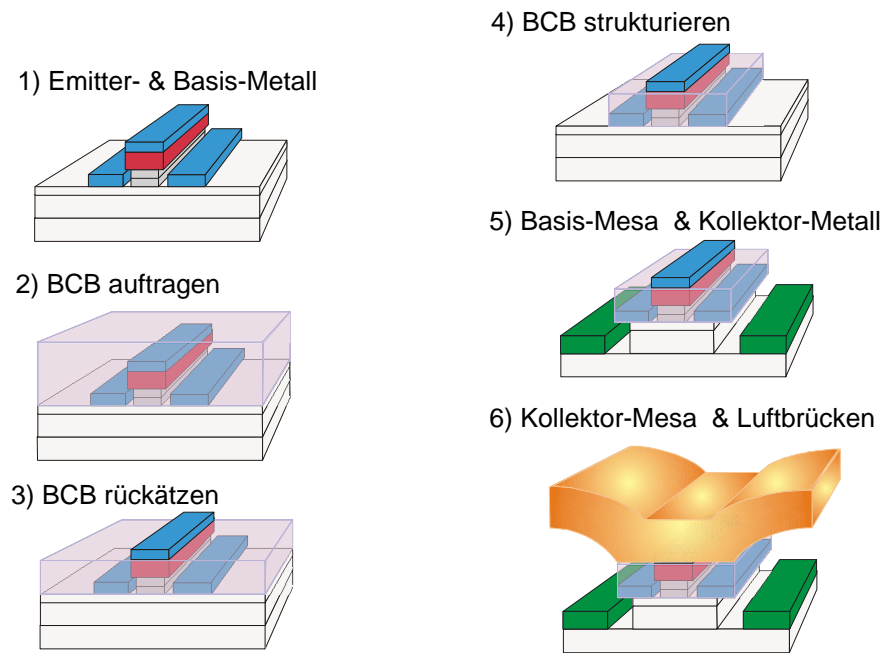 1) Emitter- & Basis-Metall
2) BCB auftragen
3) BCB rückätzen
4) BCB strukturieren
5) Basis-Mesa & Kollektor-Metall
6) Kollektor-Mesa & Luftbrücken